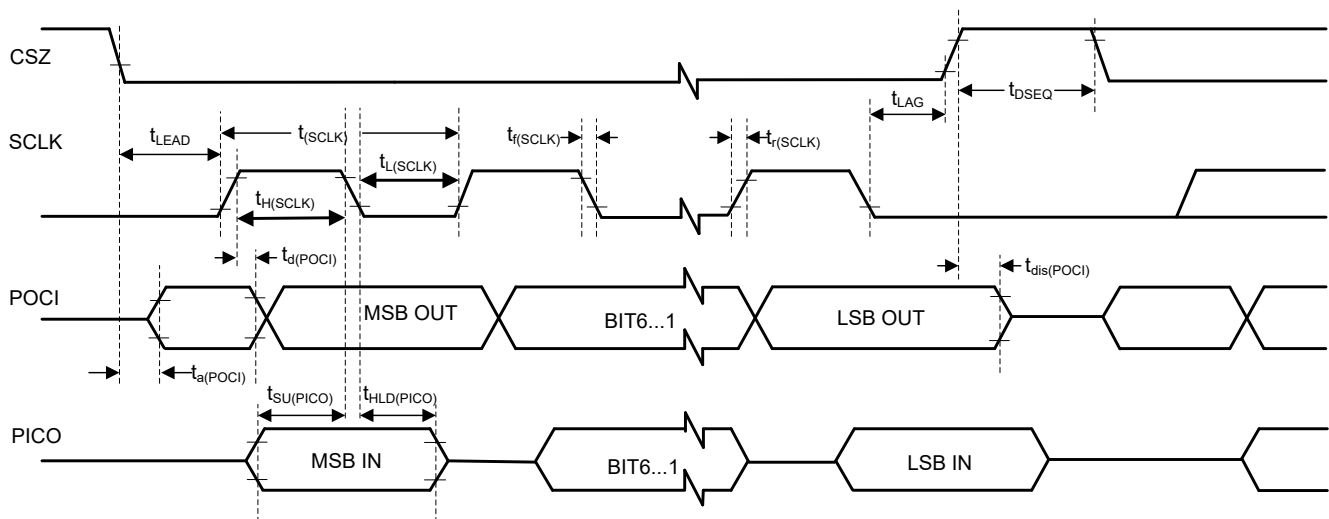 CSZ
tLAG
tDSEQ
SCLK
tLEAD
t(SCLK)
tf(SCLK)
tr(SCLK)
tL(SCLK)
tH(SCLK)
td(POCI)
tdis(POCI)
POCI
MSB OUT
BIT6...1
LSB OUT
ta(POCI)
tSU(PICO)
tHLD(PICO)
PICO
MSB IN
BIT6...1
LSB IN